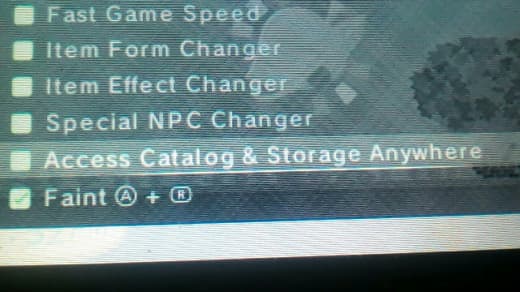 Fast Game Speed
Item Form Changer
Item Effect Changer
Special NPC Changer
Access Catalog & Storage Anywhere
Faint Ⓐ + Ⓡ